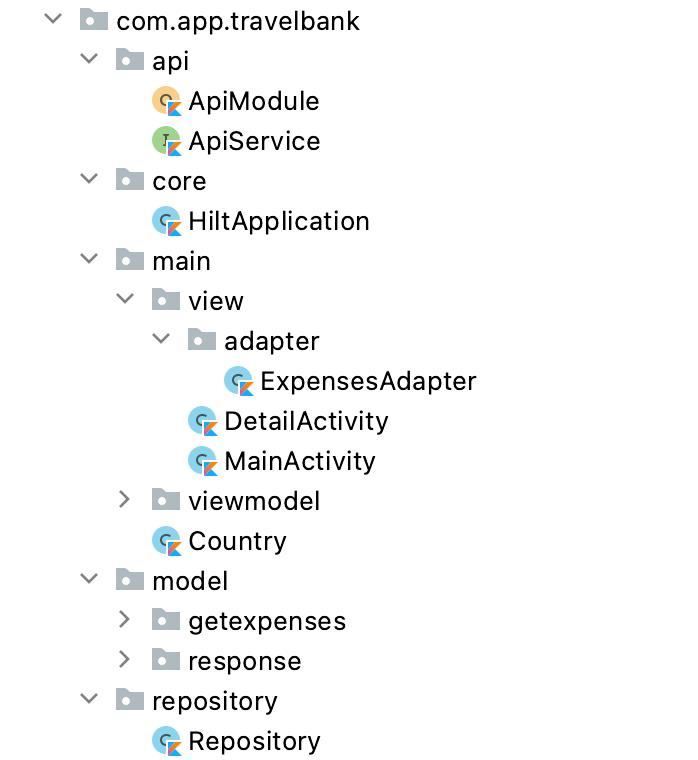 com.app.travelbank
api
ApiModule
ApiService
core
HiltApplication
main
view
adapter
ExpensesAdapter
DetailActivity
MainActivity
viewmodel
Country
model
getexpenses
response
repository
Repository